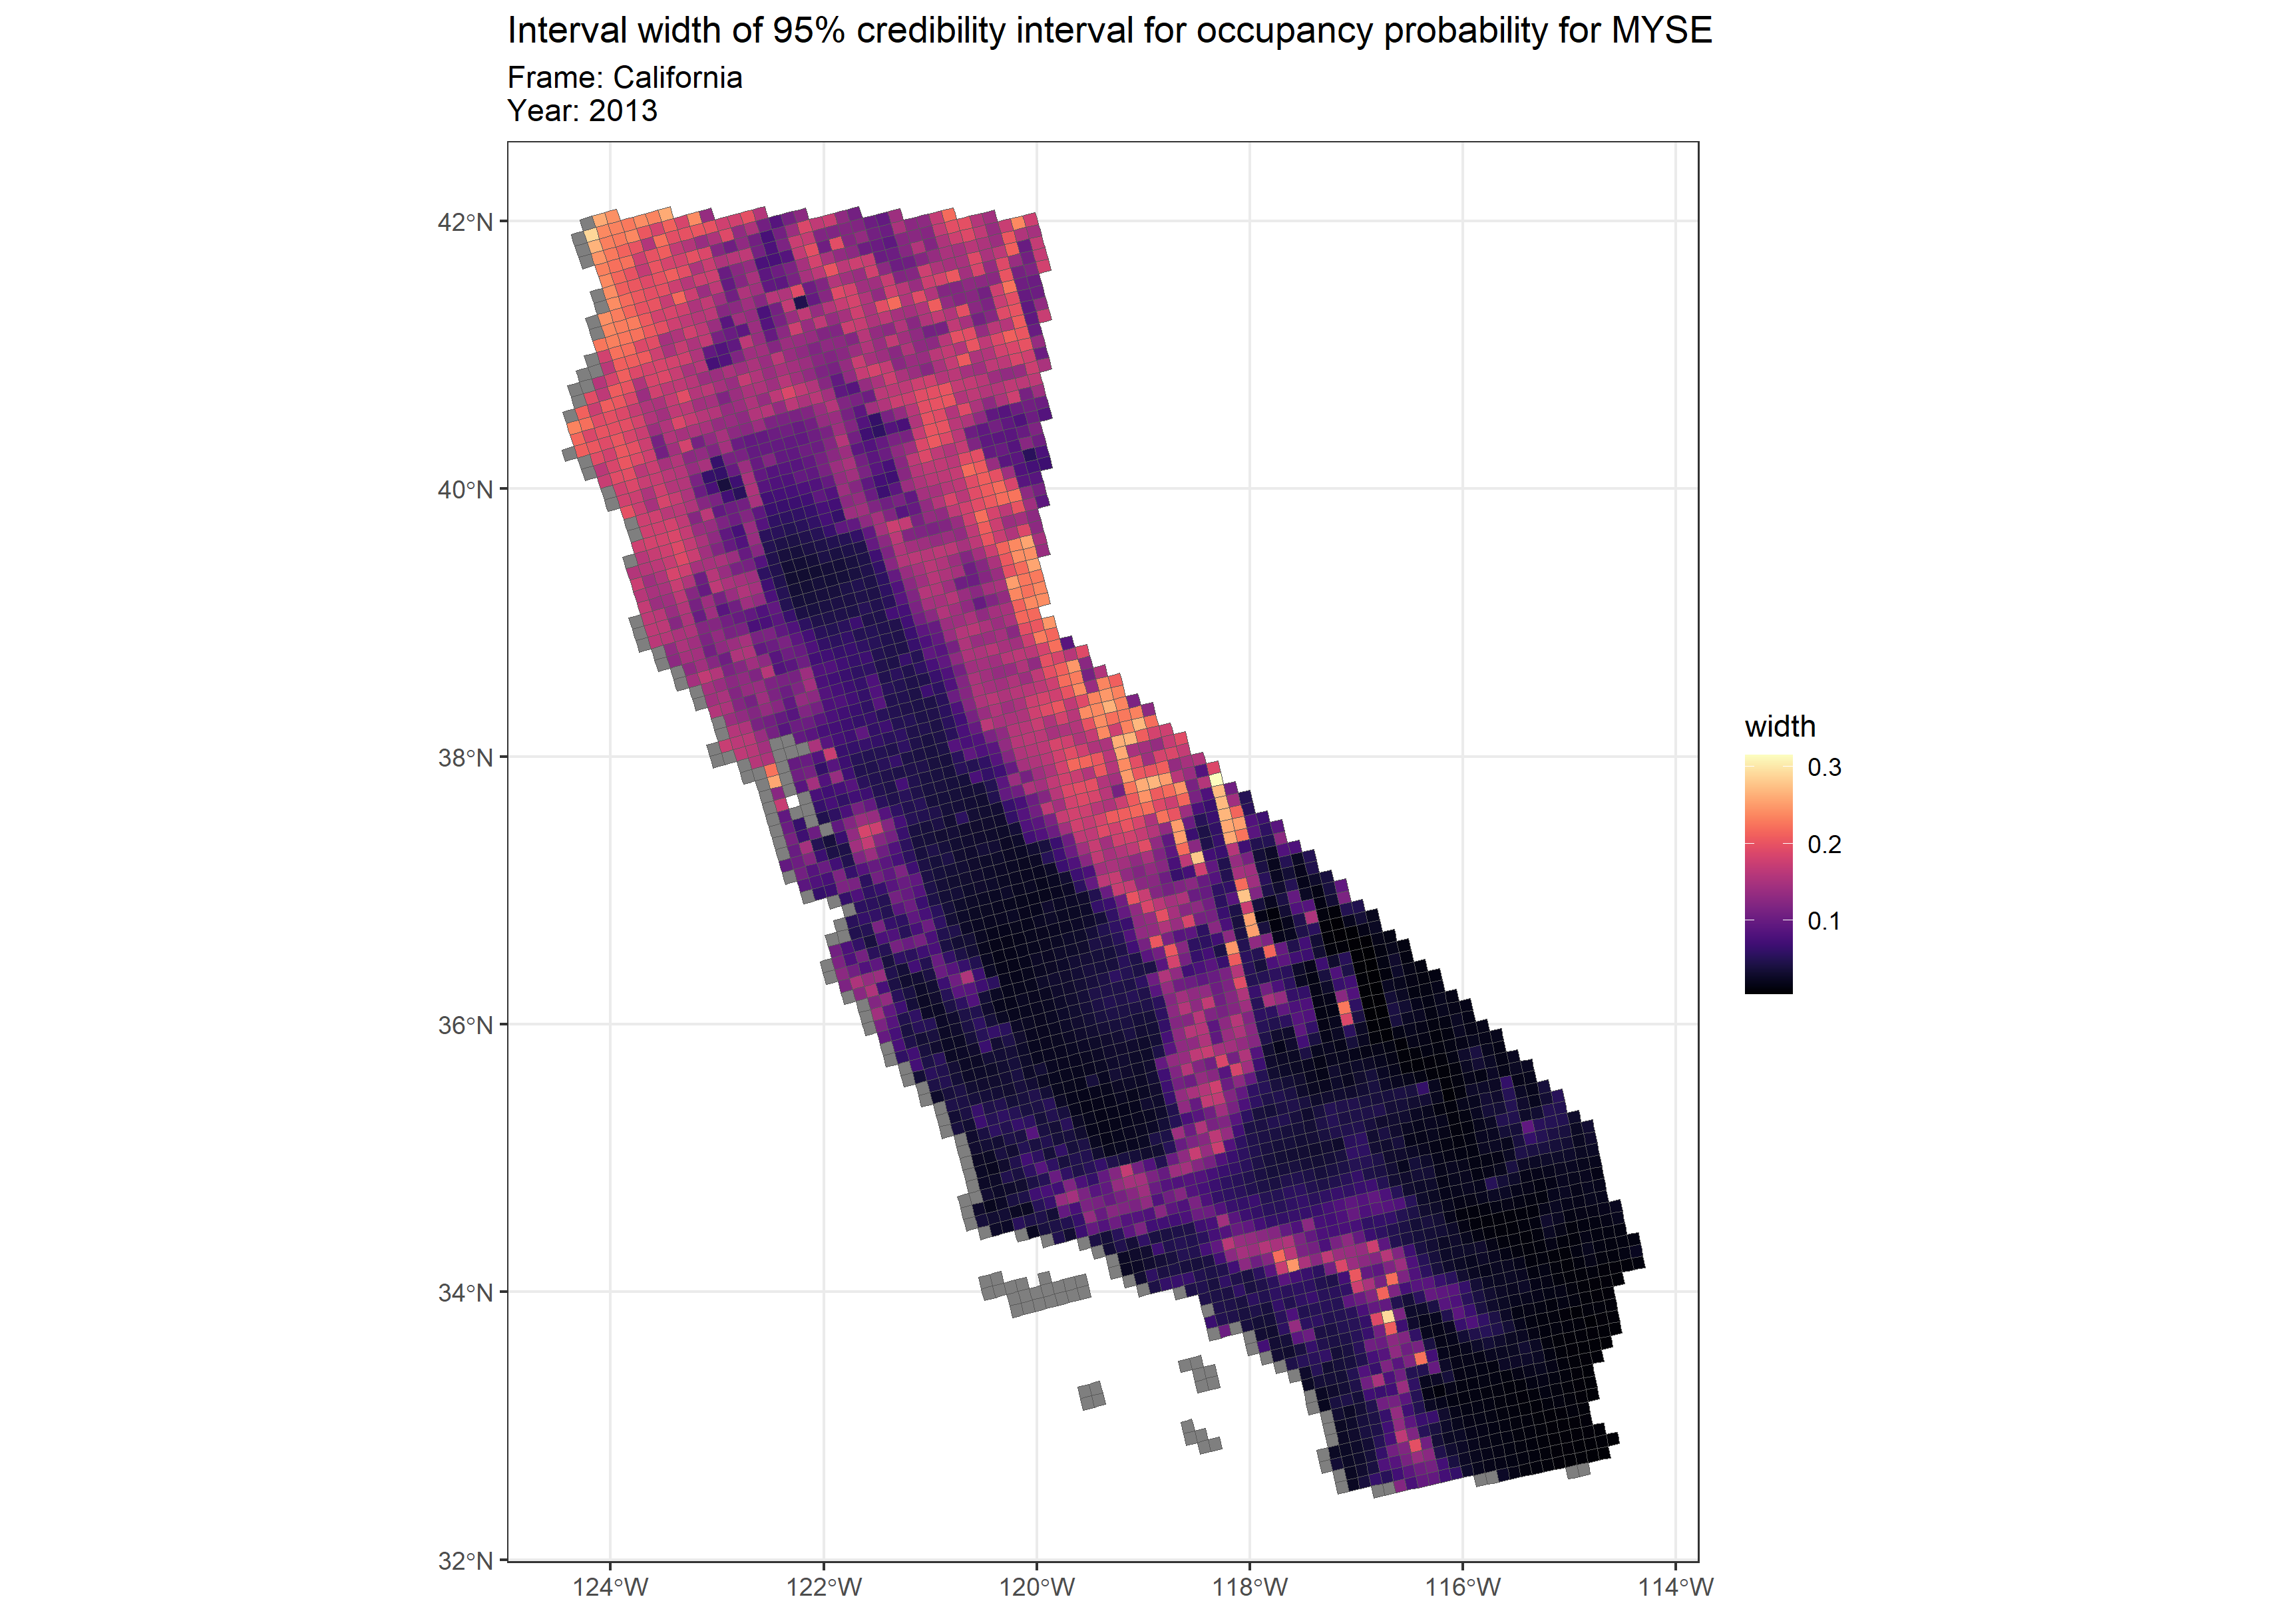 Interval width of 95% credibility interval for occupancy probability for MYSE
Frame: California
Year: 2013
42°N
40°N
38°N
36°N
34°N
32°N
124°W
122°W
120°W
118°W
116°W
114°W
width
0.3
0.2
0.1